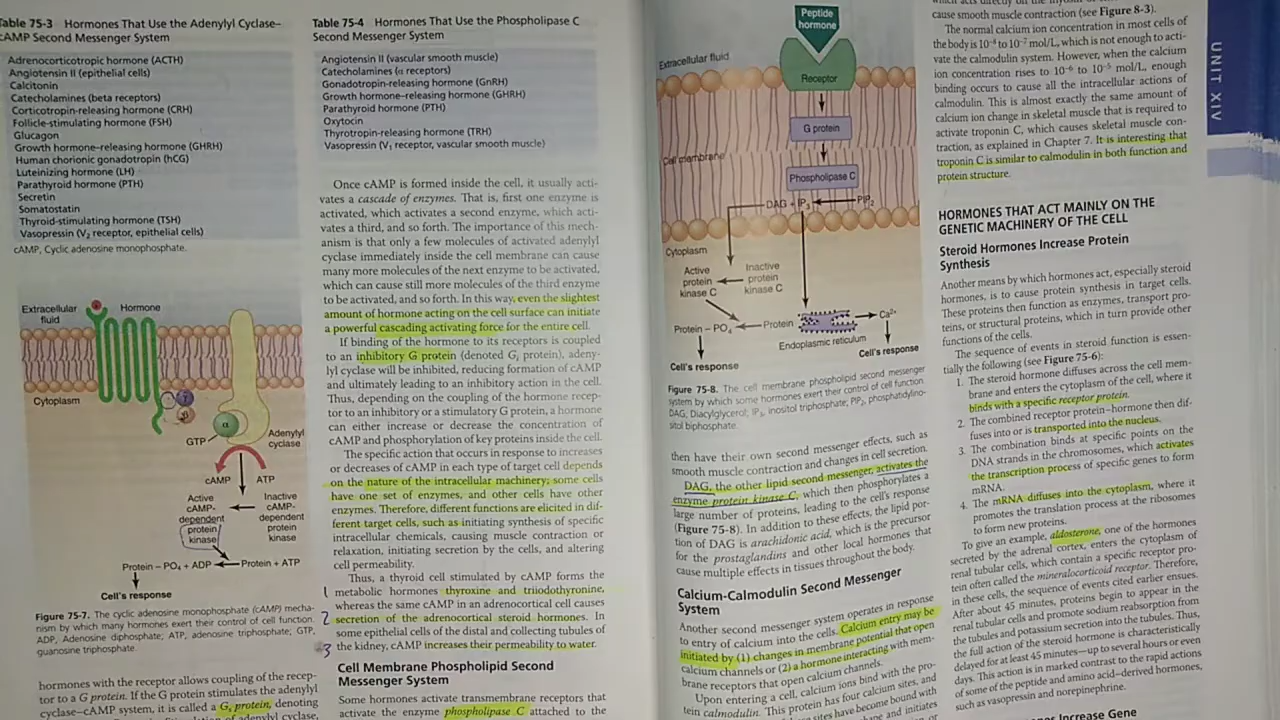 Table 75-3 Hormones That Use the Adenylyl Cyclase–
cAMP Second Messenger System
Adrenocorticotropic hormone (ACTH)
Angiotensin II (epithelial cells)
Calcitonin
Catecholamines (beta receptors)
Corticotropin-releasing hormone (CRH)
Follicle-stimulating hormone (FSH)
Glucagon
Growth hormone–releasing hormone (GHRH)
Human chorionic gonadotropin (hCG)
Luteinizing hormone (LH)
Parathyroid hormone (PTH)
Secretin
Somatostatin
Thyroid-stimulating hormone (TSH)
Vasopressin (V2 receptor, epithelial cells)
cAMP, Cyclic adenosine monophosphate.
Extracellular
fluid
Hormone
Cytoplasm
γ
β
α
GTP
Adenylyl
cyclase
cAMP
ATP
Active
cAMP-
dependent
protein
kinase
Inactive
cAMP-
dependent
protein
kinase
Protein – PO4 + ADP
Protein + ATP
Cell's response
Figure 75-7. The cyclic adenosine monophosphate (cAMP) mecha-
nism by which many hormones exert their control of cell function.
ADP, Adenosine diphosphate; ATP, adenosine triphosphate; GTP,
guanosine triphosphate.
hormones with the receptor allows coupling of the recep-
tor to a G protein. If the G protein stimulates the adenylyl
cyclase–cAMP system, it is called a Gs protein, denoting
of adenylyl cyclase,
Table 75-4 Hormones That Use the Phospholipase C
Second Messenger System
Angiotensin II (vascular smooth muscle)
Catecholamines (α receptors)
Gonadotropin-releasing hormone (GnRH)
Growth hormone–releasing hormone (GHRH)
Parathyroid hormone (PTH)
Oxytocin
Thyrotropin-releasing hormone (TRH)
Vasopressin (V1 receptor, vascular smooth muscle)
Once cAMP is formed inside the cell, it usually acti-
vates a cascade of enzymes. That is, first one enzyme is
activated, which activates a second enzyme, which acti-
vates a third, and so forth. The importance of this mech-
anism is that only a few molecules of activated adenylyl
cyclase immediately inside the cell membrane can cause
many more molecules of the next enzyme to be activated,
which can cause still more molecules of the third enzyme
to be activated, and so forth. In this way, even the slightest
amount of hormone acting on the cell surface can initiate
a powerful cascading activating force for the entire cell.
If binding of the hormone to its receptors is coupled
to an inhibitory G protein (denoted Gi protein), adeny-
lyl cyclase will be inhibited, reducing formation of cAMP
and ultimately leading to an inhibitory action in the cell.
Thus, depending on the coupling of the hormone recep-
tor to an inhibitory or a stimulatory G protein, a hormone
can either increase or decrease the concentration of
cAMP and phosphorylation of key proteins inside the cell.
The specific action that occurs in response to increases
or decreases of cAMP in each type of target cell depends
on the nature of the intracellular machinery; some cells
have one set of enzymes, and other cells have other
enzymes. Therefore, different functions are elicited in dif-
ferent target cells, such as initiating synthesis of specific
intracellular chemicals, causing muscle contraction or
relaxation, initiating secretion by the cells, and altering
cell permeability.
Thus, a thyroid cell stimulated by cAMP forms the
1 metabolic hormones thyroxine and triiodothyronine,
whereas the same cAMP in an adrenocortical cell causes
2 secretion of the adrenocortical steroid hormones. In
some epithelial cells of the distal and collecting tubules of
3 the kidney, cAMP increases their permeability to water.
Cell Membrane Phospholipid Second
Messenger System
Some hormones activate transmembrane receptors that
activate the enzyme phospholipase C attached to the
Peptide
hormone
Extracellular fluid
Receptor
G protein
Cell membrane
Phospholipase C
DAG + IP3
PIP2
Cytoplasm
Active
protein
kinase C
Inactive
protein
kinase C
Protein – PO4
Protein
Ca2+
Endoplasmic reticulum
Cell's response
Cell's response
Figure 75-8. The cell membrane phospholipid second messenger
system by which some hormones exert their control of cell function.
DAG, Diacylglycerol; IP3, inositol triphosphate; PIP2, phosphatidylino-
sitol biphosphate.
then have their own second messenger effects, such as
smooth muscle contraction and changes in cell secretion.
DAG, the other lipid second messenger, activates the
enzyme protein kinase C, which then phosphorylates a
large number of proteins, leading to the cell's response
(Figure 75-8). In addition to these effects, the lipid por-
tion of DAG is arachidonic acid, which is the precursor
for the prostaglandins and other local hormones that
cause multiple effects in tissues throughout the body.
Calcium-Calmodulin Second Messenger
System
Another second messenger system operates in response
to entry of calcium into the cells. Calcium entry may be
initiated by (1) changes in membrane potential that open
calcium channels or (2) a hormone interacting with mem-
brane receptors that open calcium channels.
Upon entering a cell, calcium ions bind with the pro-
tein calmodulin. This protein has four calcium sites, and
sites have become bound with
and initiates
cause smooth muscle contraction (see Figure 8-3).
The normal calcium concentration in most cells of
the body is 10-8 to 10-7 mol/L, which is not enough to acti-
vate the calmodulin system. However, when the calcium
ion concentration rises to 10-6 to 10-5 mol/L, enough
binding occurs to cause all the intracellular actions of
calmodulin. This is almost exactly the same amount of
calcium ion change in skeletal muscle that is required to
activate troponin C, which causes skeletal muscle con-
traction, as explained in Chapter 7. It is interesting that
troponin C is similar to calmodulin in both function and
protein structure.
HORMONES THAT ACT MAINLY ON THE
GENETIC MACHINERY OF THE CELL
Steroid Hormones Increase Protein
Synthesis
Another means by which hormones act, especially steroid
hormones, is to cause protein synthesis in target cells.
These proteins then function as enzymes, transport pro-
teins, or structural proteins, which in turn provide other
functions of the cells.
The sequence of events in steroid function is essen-
tially the following (see Figure 75-6):
1. The steroid hormone diffuses across the cell mem-
brane and enters the cytoplasm of the cell, where it
binds with a specific receptor protein.
2. The combined receptor protein–hormone then dif-
fuses into or is transported into the nucleus.
3. The combination binds at specific points on the
DNA strands in the chromosomes, which activates
the transcription process of specific genes to form
mRNA.
4. The mRNA diffuses into the cytoplasm, where it
promotes the translation process at the ribosomes
to form new proteins.
To give an example, aldosterone, one of the hormones
secreted by the adrenal cortex, enters the cytoplasm of
renal tubular cells, which contain a specific receptor pro-
tein often called the mineralocorticoid receptor. Therefore,
in these cells, the sequence of events cited earlier ensues.
After about 45 minutes, proteins begin to appear in the
renal tubular cells and promote sodium reabsorption from
the tubules and potassium secretion into the tubules. Thus,
the full action of the steroid hormone is characteristically
delayed for at least 45 minutes—up to several hours or even
days. This action is in marked contrast to the rapid actions
of some of the peptide and amino acid–derived hormones,
such as vasopressin and norepinephrine.
Increase Gene
UNIT XIV